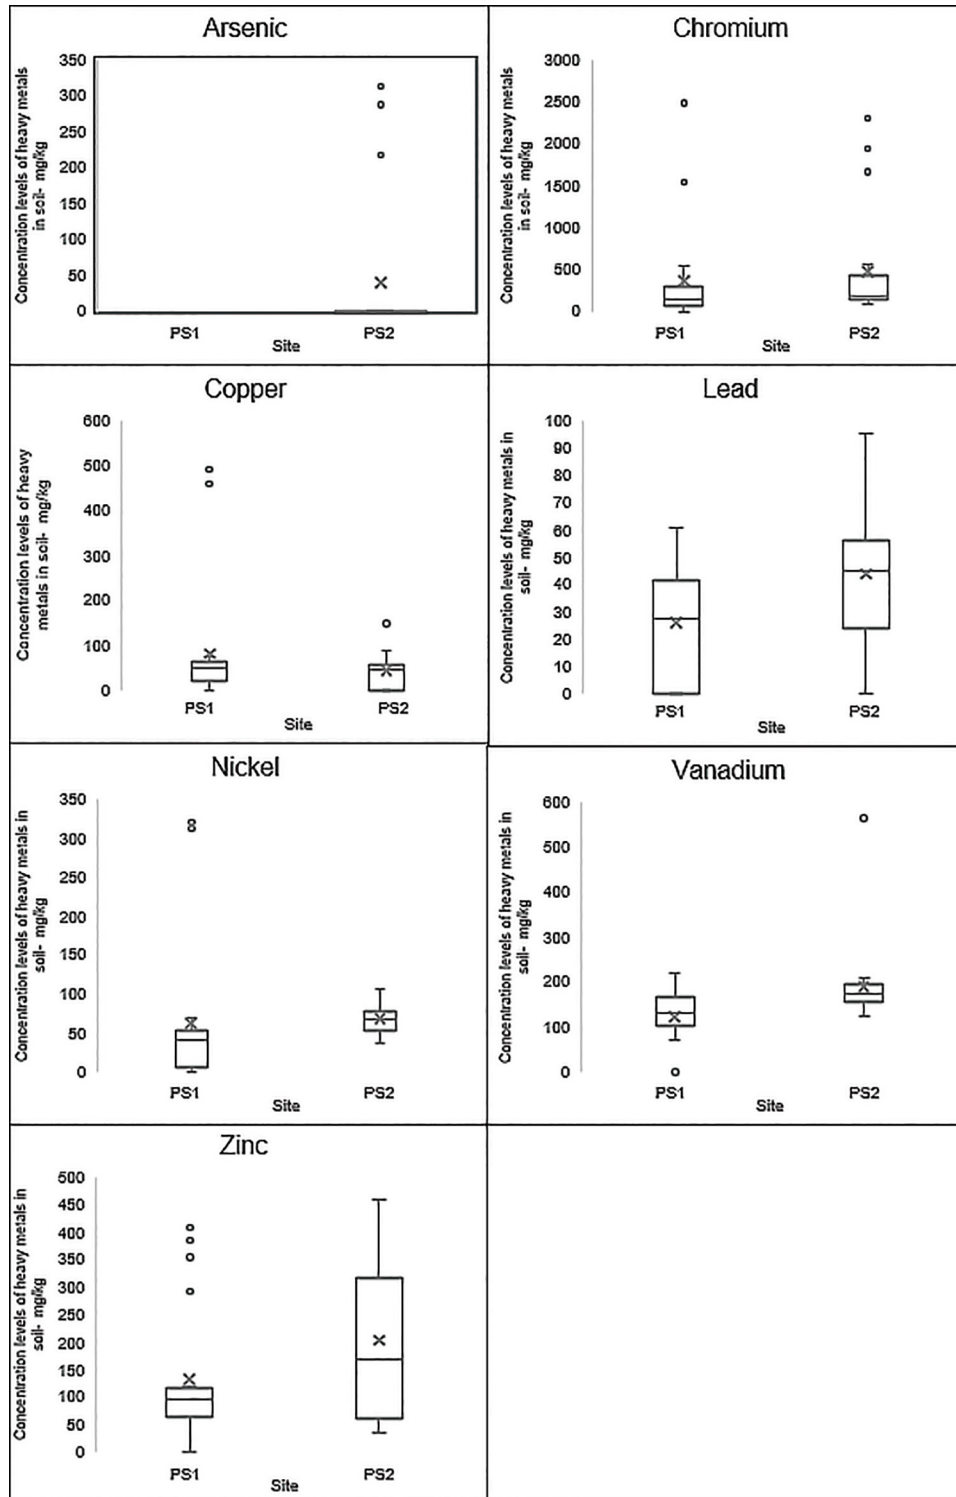 Arsenic
Concentration levels of heavy metals
in soil- mg/kg
350
300
250
200
150
100
50
0
PS1
PS2
Site
Chromium
Concentration levels of heavy metals
in soil- mg/kg
3000
2500
2000
1500
1000
500
0
PS1
PS2
Site
Copper
Concentration levels of heavy
metals in soil- mg/kg
600
500
400
300
200
100
0
PS1
PS2
Site
Lead
Concentration levels of heavy metals in
soil- mg/kg
100
90
80
70
60
50
40
30
20
10
0
PS1
PS2
Site
Nickel
Concentration levels of heavy metals in
soil- mg/kg
350
300
250
200
150
100
50
0
PS1
PS2
Site
Vanadium
Concentration levels of heavy metals in
soil- mg/kg
600
500
400
300
200
100
0
PS1
PS2
Site
Zinc
Concentration levels of heavy metals in
soil- mg/kg
500
450
400
350
300
250
200
150
100
50
0
PS1
PS2
Site